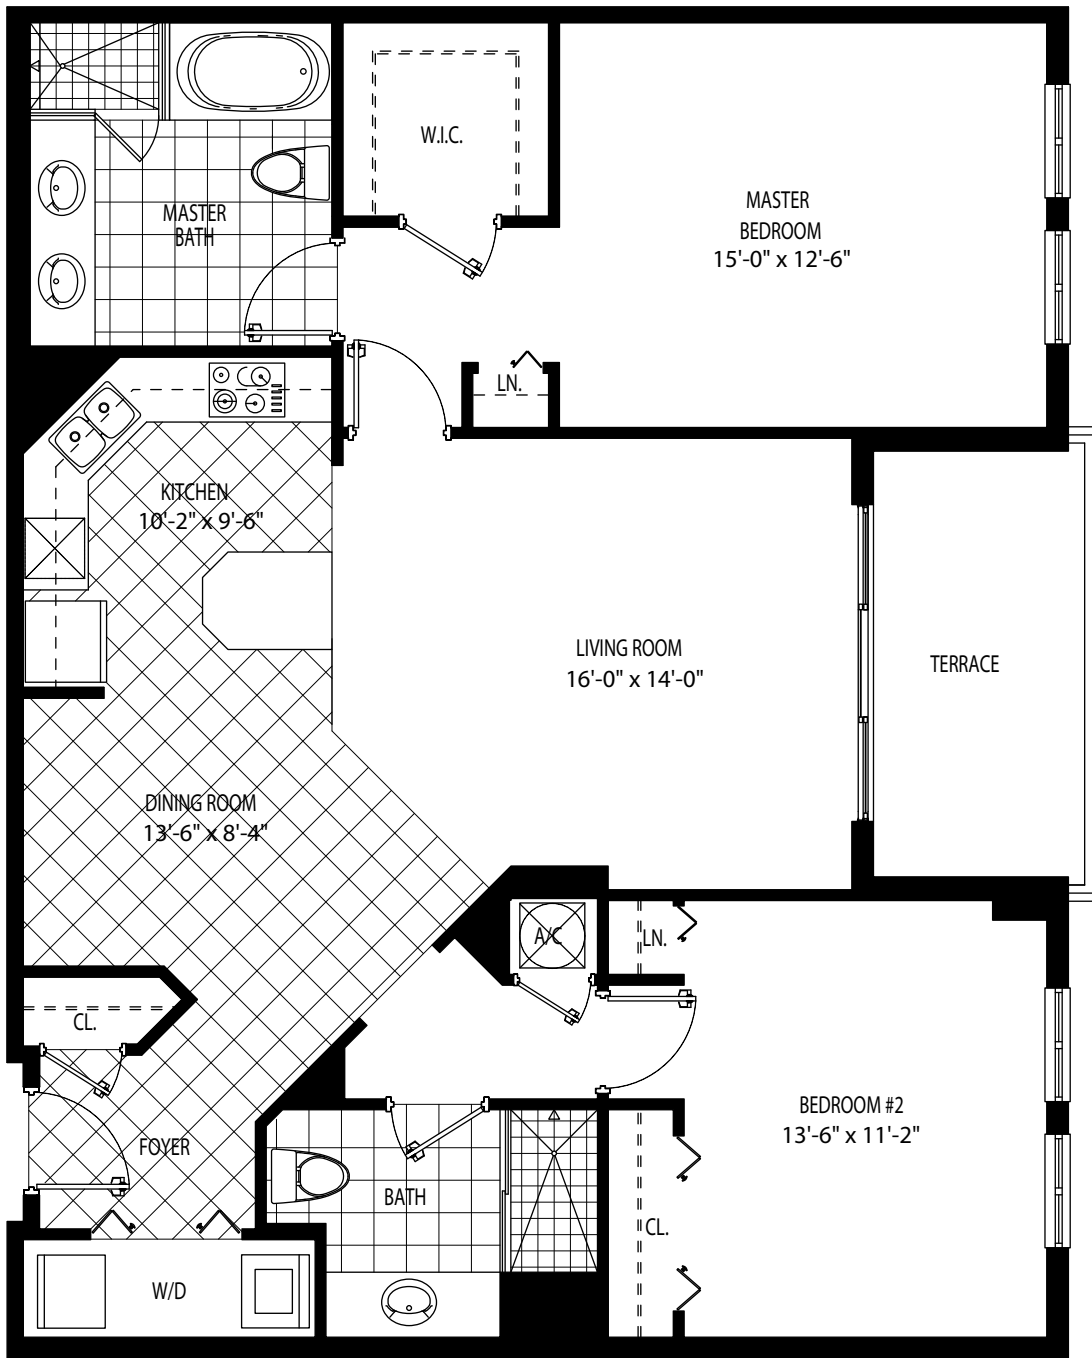 W.I.C.
MASTER
BATH
MASTER
BEDROOM
15'-0" x 12'-6"
LN.
KITCHEN
10'-2" x 9'-6"
LIVING ROOM
16'-0" x 14'-0"
TERRACE
DINING ROOM
13'-6" x 8'-4"
A/C
LN.
CL.
BEDROOM #2
13'-6" x 11'-2"
FOYER
BATH
CL.
W/D